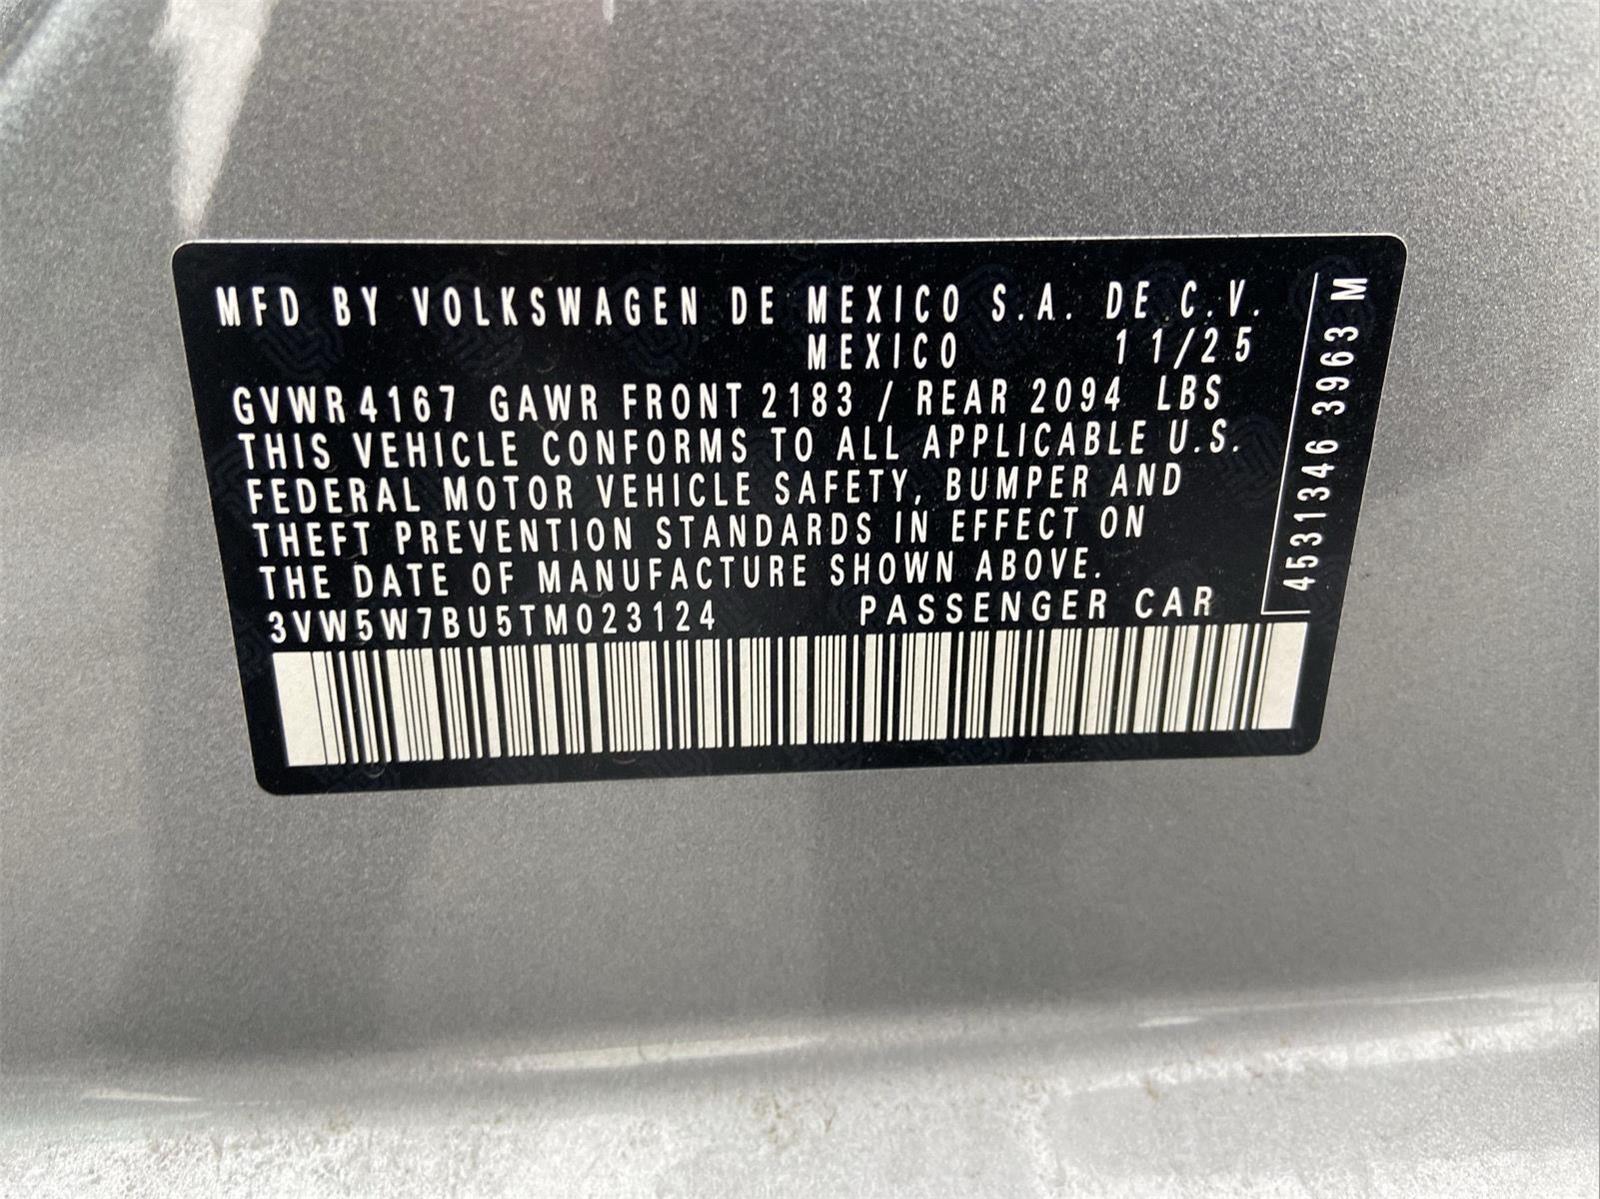 MFD BY VOLKSWAGEN DE MEXICO S.A. DE C.V.
MEXICO 11/25
GVWR 4167 GAWR FRONT 2183 / REAR 2094 LBS
THIS VEHICLE CONFORMS TO ALL APPLICABLE U.S.
FEDERAL MOTOR VEHICLE SAFETY, BUMPER AND
THEFT PREVENTION STANDARDS IN EFFECT ON
THE DATE OF MANUFACTURE SHOWN ABOVE.
3VW5W7BU5TM023124 PASSENGER CAR
4531346 3963 M